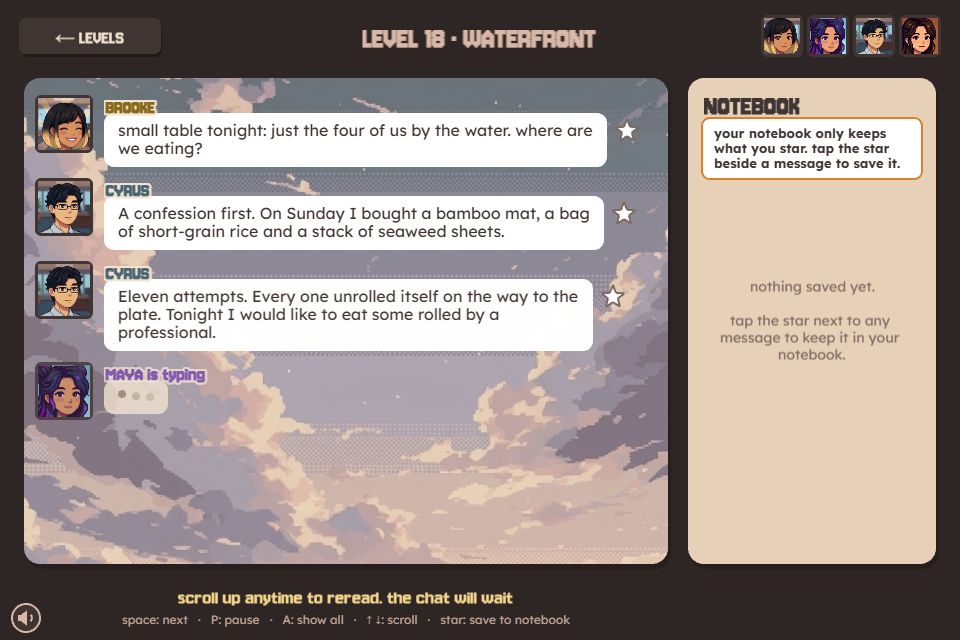 ← LEVELS
LEVEL 18 · WATERFRONT
BROOKE
small table tonight: just the four of us by the water. where are
we eating?
CYRUS
A confession first. On Sunday I bought a bamboo mat, a bag
of short-grain rice and a stack of seaweed sheets.
CYRUS
Eleven attempts. Every one unrolled itself on the way to the
plate. Tonight I would like to eat some rolled by a
professional.
MAYA is typing
NOTEBOOK
your notebook only keeps
what you star. tap the star
beside a message to save it.
nothing saved yet.
tap the star next to any
message to keep it in your
notebook.
scroll up anytime to reread. the chat will wait
space: next · P: pause · A: show all · ↑↓: scroll · star: save to notebook